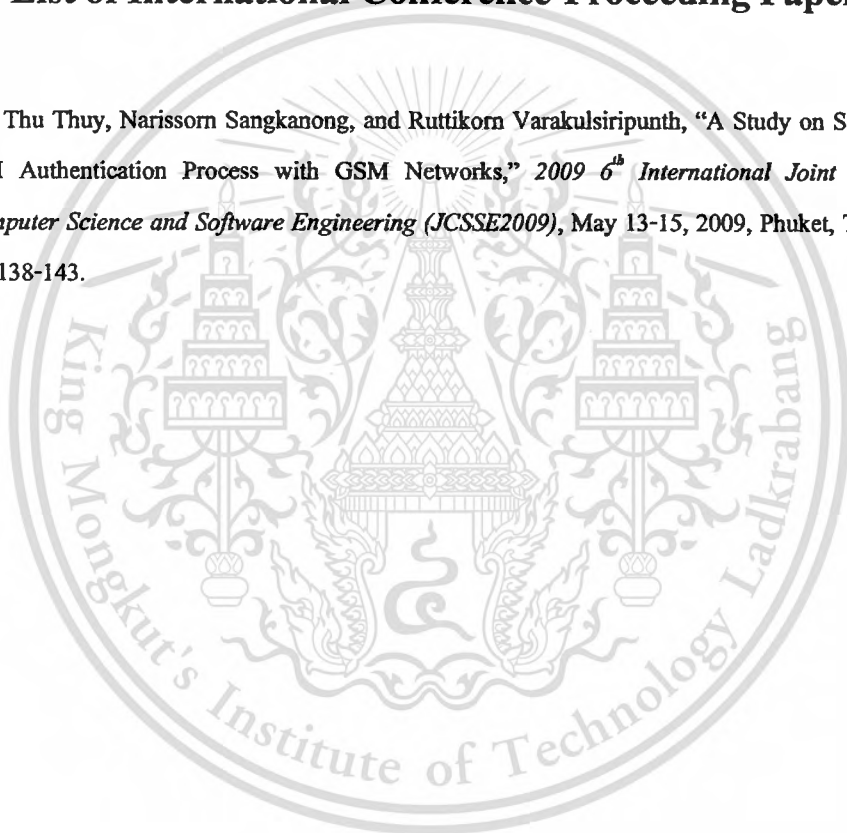 List of International Conference Proceeding Paper
Thu Thuy, Narissorn Sangkanong, and Ruttikorn Varakulsiripunth, “A Study on S
Authentication Process with GSM Networks,” 2009 6th International Joint
Computer Science and Software Engineering (JCSSE2009), May 13-15, 2009, Phuket, T
138-143.
King Mongkut's Institute of Technology Ladkrabang